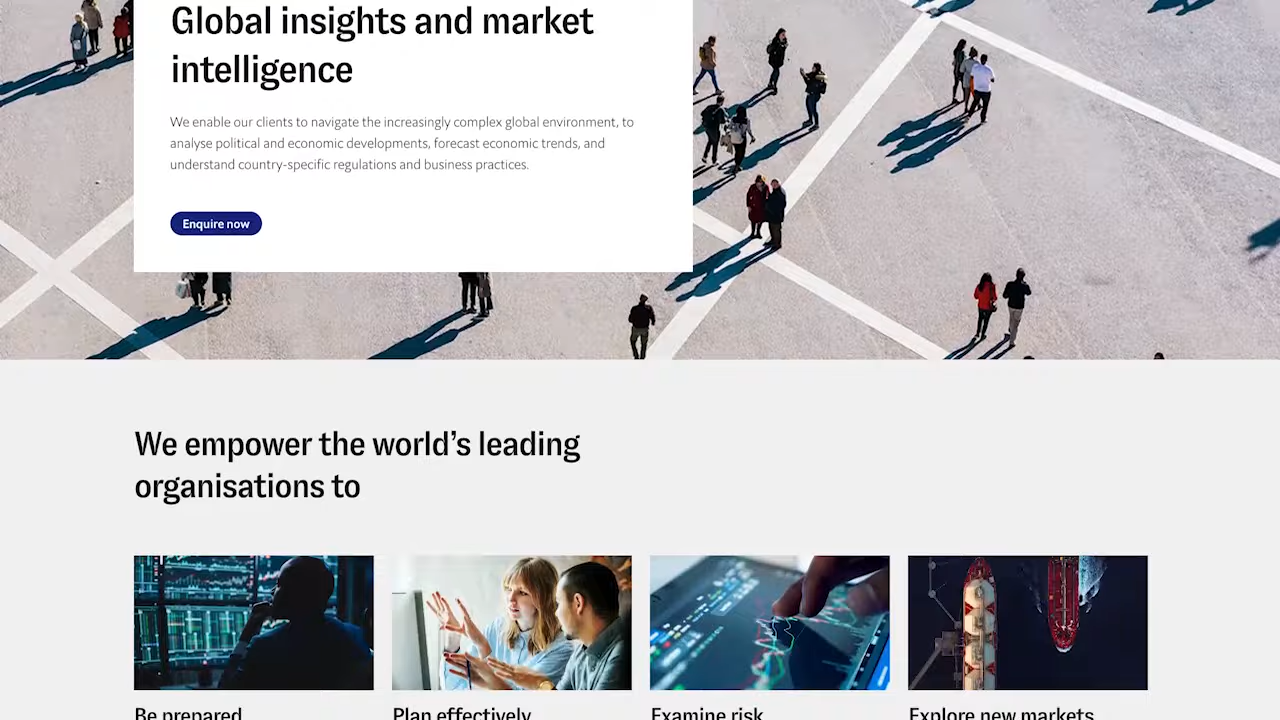 Global insights and market
intelligence
We enable our clients to navigate the increasingly complex global environment, to
analyse political and economic developments, forecast economic trends, and
understand country-specific regulations and business practices.
Enquire now
We empower the world’s leading
organisations to
Be prepared
Plan effectively
Examine risk
Explore new markets